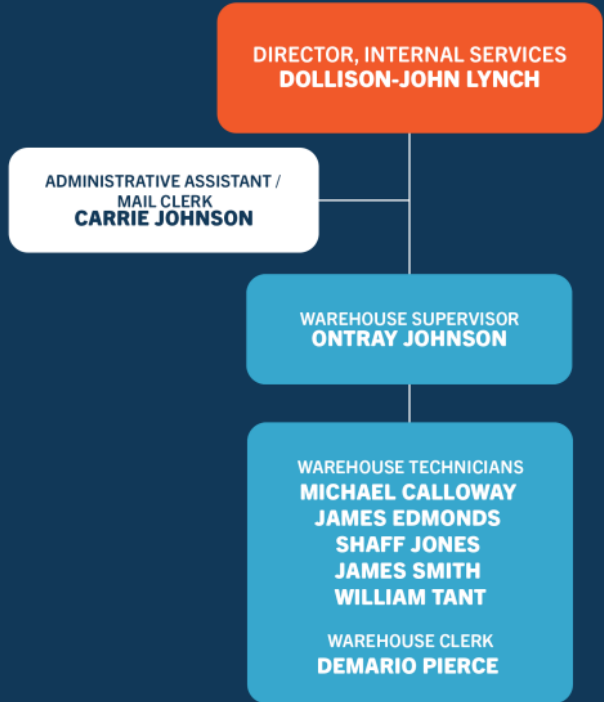 DIRECTOR, INTERNAL SERVICES
DOLLISON-JOHN LYNCH
ADMINISTRATIVE ASSISTANT /
MAIL CLERK
CARRIE JOHNSON
WAREHOUSE SUPERVISOR
ONTRAY JOHNSON
WAREHOUSE TECHNICIANS
MICHAEL CALLOWAY
JAMES EDMONDS
SHAFF JONES
JAMES SMITH
WILLIAM TANT
WAREHOUSE CLERK
DEMARIO PIERCE